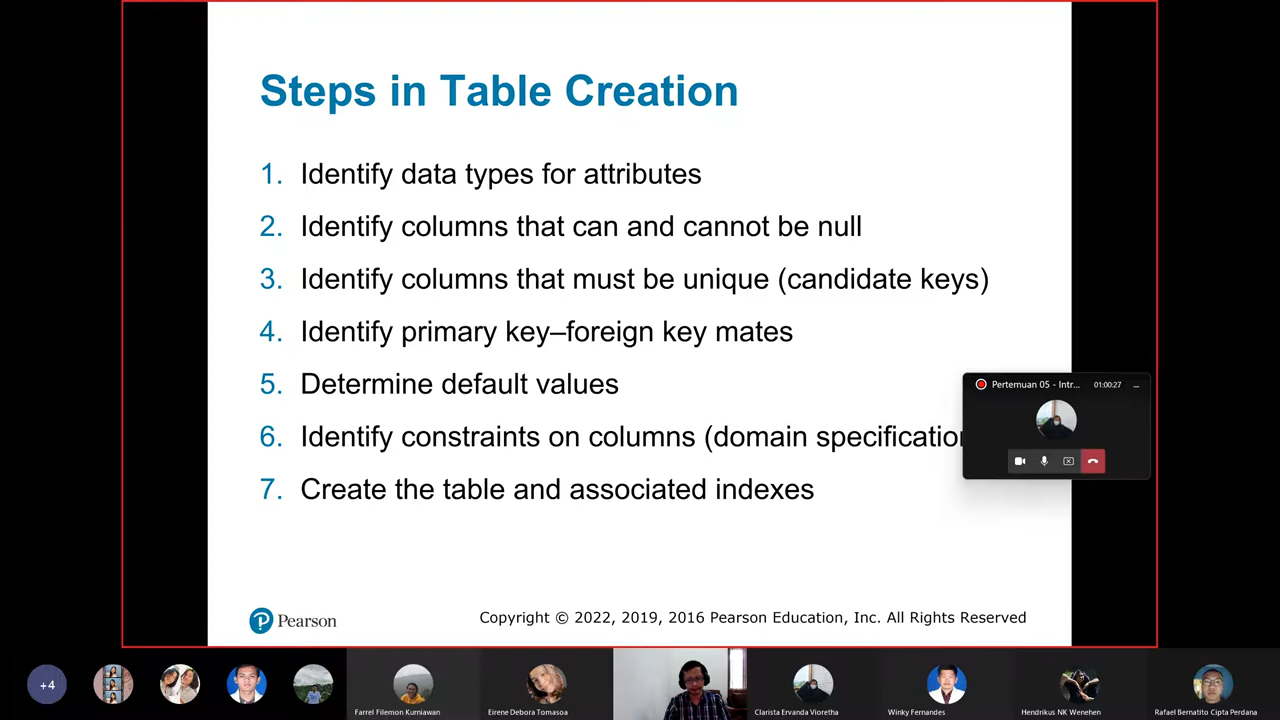 Steps in Table Creation
1. Identify data types for attributes
2. Identify columns that can and cannot be null
3. Identify columns that must be unique (candidate keys)
4. Identify primary key–foreign key mates
5. Determine default values
6. Identify constraints on columns (domain specification
7. Create the table and associated indexes
Pertemuan 05 - Intr... 01:00:27
Pearson
Copyright © 2022, 2019, 2016 Pearson Education, Inc. All Rights Reserved
+4
Farrel Filemon Kurniawan
Eirene Debora Tomasoa
Clarista Ervanda Vioretha
Winky Fernandes
Hendrikus NK Wenehen
Rafael Bernatito Cipta Perdana